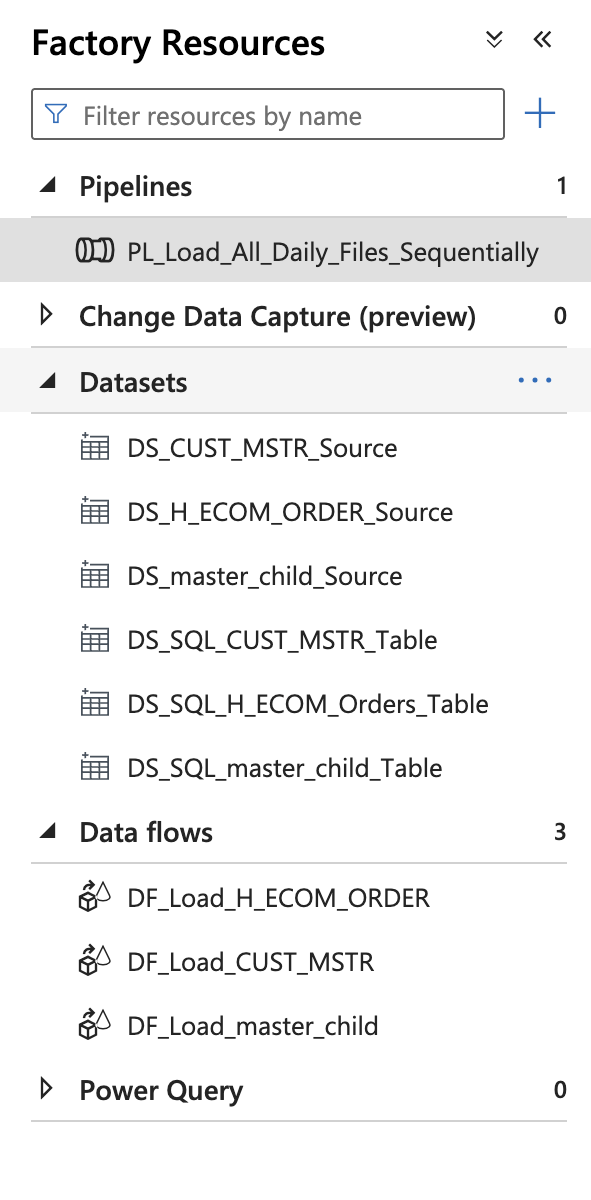 Factory Resources
Filter resources by name
Pipelines 1
PL_Load_All_Daily_Files_Sequentially
Change Data Capture (preview) 0
Datasets
DS_CUST_MSTR_Source
DS_H_ECOM_ORDER_Source
DS_master_child_Source
DS_SQL_CUST_MSTR_Table
DS_SQL_H_ECOM_Orders_Table
DS_SQL_master_child_Table
Data flows 3
DF_Load_H_ECOM_ORDER
DF_Load_CUST_MSTR
DF_Load_master_child
Power Query 0